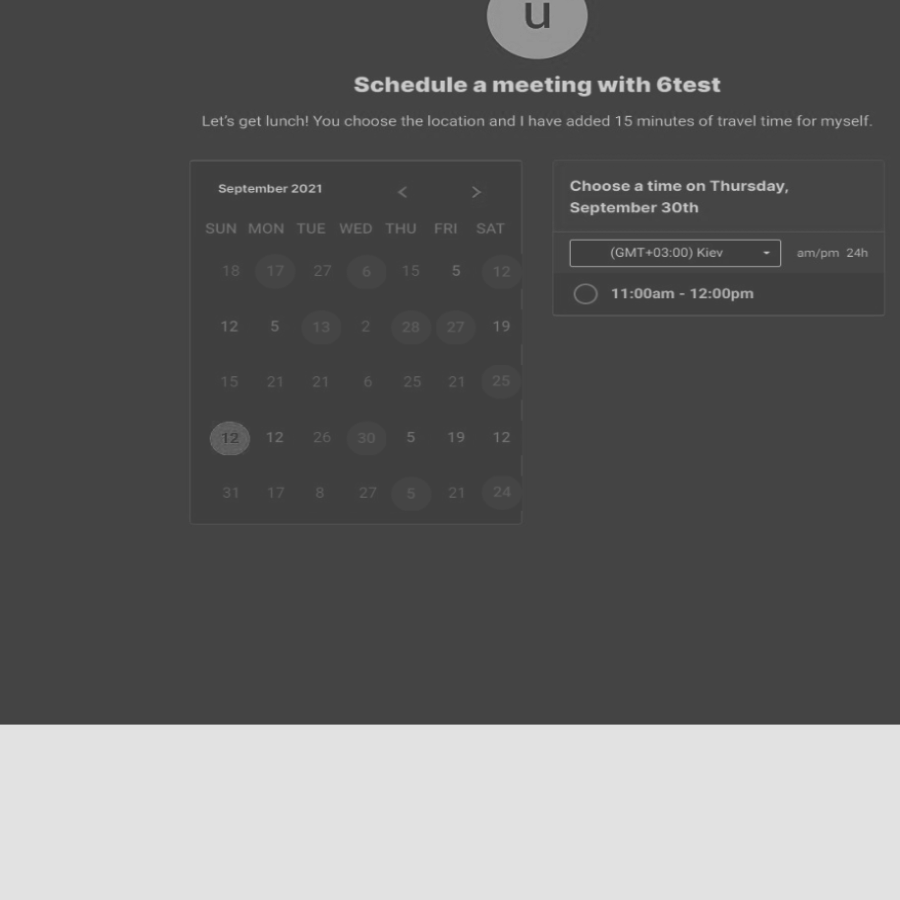 u
Schedule a meeting with 6test
Let's get lunch! You choose the location and I have added 15 minutes of travel time for myself.
September 2021 < >
SUN MON TUE WED THU FRI SAT
18 17 27 6 15 5 12
12 5 13 2 28 27 19
15 21 21 6 25 21 25
12 12 26 30 5 19 12
31 17 8 27 5 21 24
Choose a time on Thursday,
September 30th
(GMT+03:00) Kiev am/pm 24h
11:00am - 12:00pm